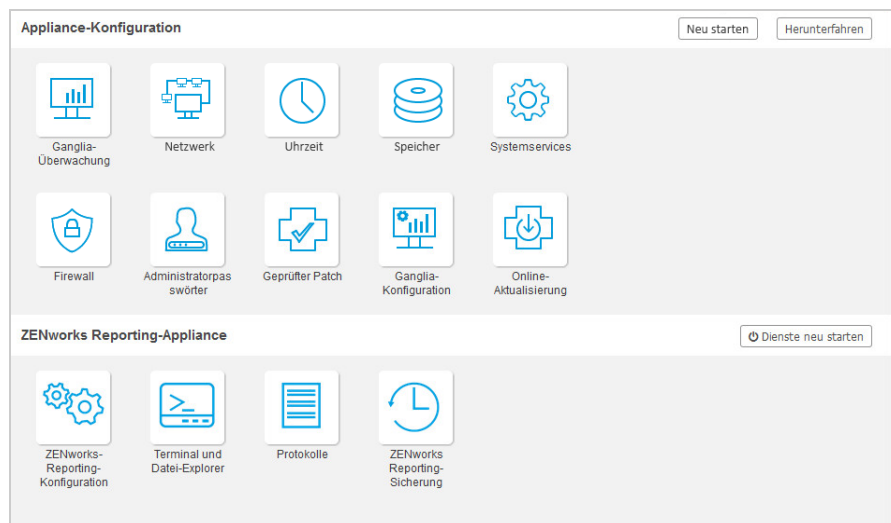 Appliance-Konfiguration
Neu starten
Herunterfahren
Ganglia-
Überwachung
Netzwerk
Uhrzeit
Speicher
Systemservices
Firewall
Administratorpas
swörter
Geprüfter Patch
Ganglia-
Konfiguration
Online-
Aktualisierung
ZENworks Reporting-Appliance
Dienste neu starten
ZENworks-
Reporting-
Konfiguration
Terminal und
Datei-Explorer
Protokolle
ZENworks
Reporting-
Sicherung